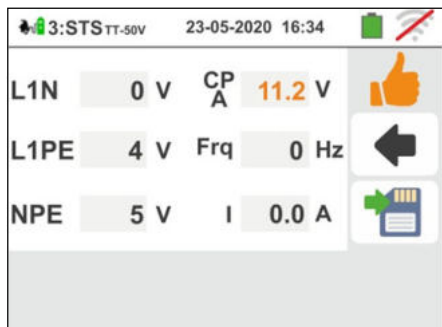 3:STS TT-50V 23-05-2020 16:34
L1N 0 V CP A 11.2 V
L1PE 4 V Frq 0 Hz
NPE 5 V I 0.0 A